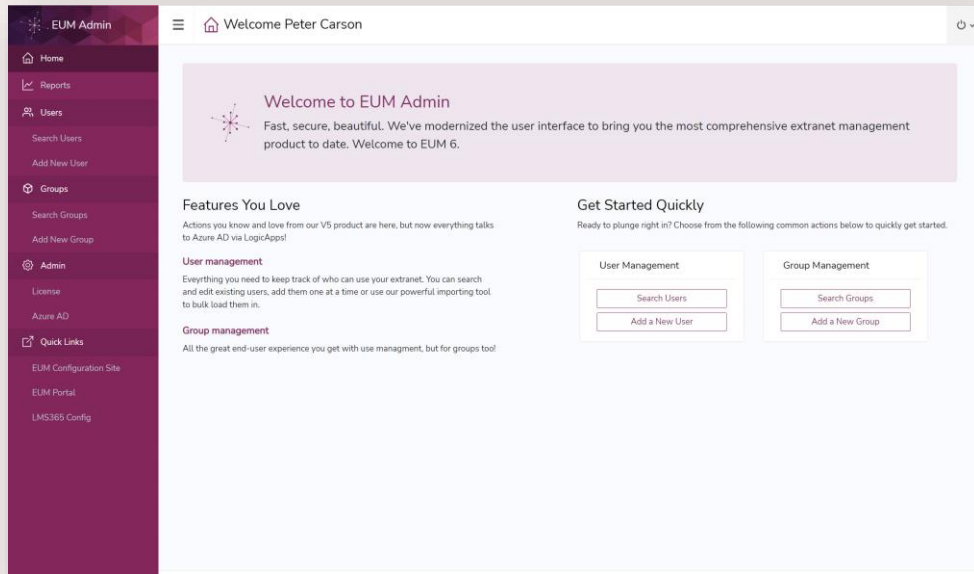 EUM Admin
Welcome Peter Carson
Home
Reports
Users
Search Users
Add New User
Groups
Search Groups
Add New Group
Admin
License
Azure AD
Quick Links
EUM Configuration Site
EUM Portal
LMS365 Config
Welcome to EUM Admin
Fast, secure, beautiful. We've modernized the user interface to bring you the most comprehensive extranet management
product to date. Welcome to EUM 6.
Features You Love
Actions you know and love from our V5 product are here, but now everything talks
to Azure AD via LogicApps!
User management
Eveyrthing you need to keep track of who can use your extranet. You can search
and edit existing users, add them one at a time or use our powerful importing tool
to bulk load them in.
Group management
All the great end-user experience you get with use managment, but for groups too!
Get Started Quickly
Ready to plunge right in? Choose from the following common actions below to quickly get started.
User Management
Search Users
Add a New User
Group Management
Search Groups
Add a New Group